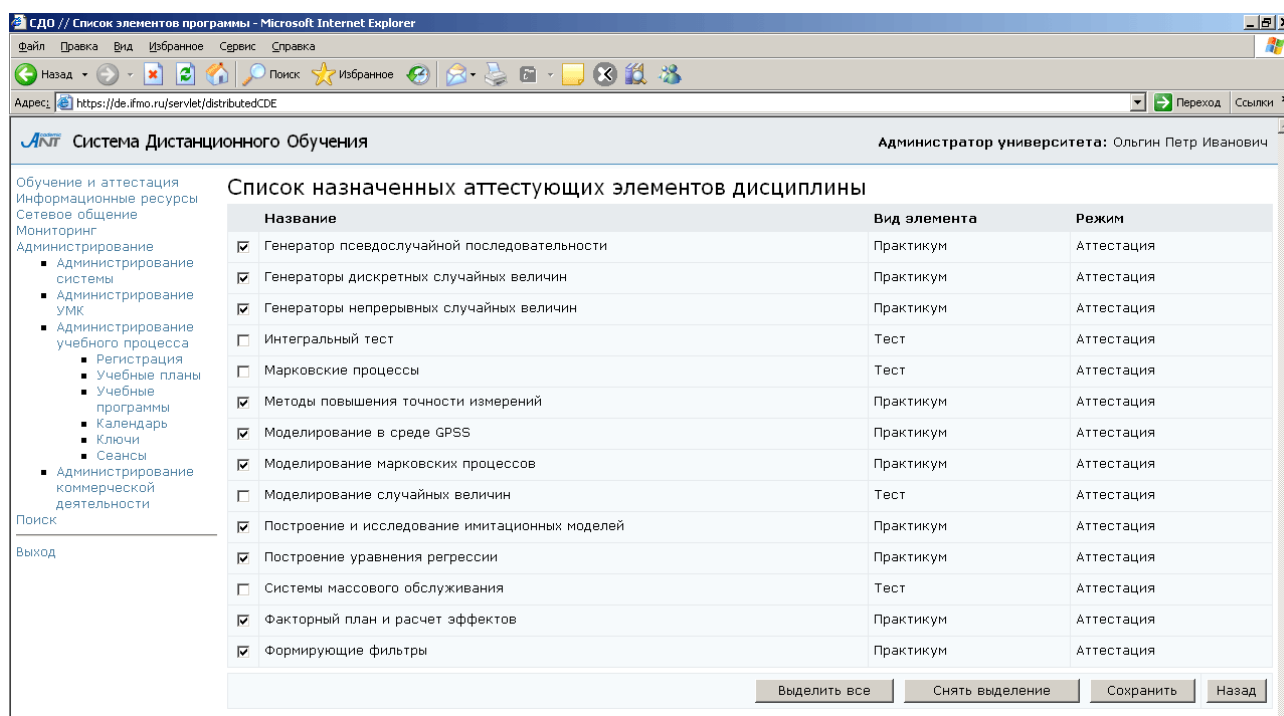 СДО // Список элементов программы - Microsoft Internet Explorer
Файл Правка Вид Избранное Сервис Справка
Назад Поиск Избранное
Адрес: https://de.ifmo.ru/servlet/distributedCDE Переход Ссылки
Academic ANT Система Дистанционного Обучения Администратор университета: Ольгин Петр Иванович
Обучение и аттестация
Информационные ресурсы
Сетевое общение
Мониторинг
Администрирование
Администрирование
системы
Администрирование
УМК
Администрирование
учебного процесса
Регистрация
Учебные планы
Учебные
программы
Календарь
Ключи
Сеансы
Администрирование
коммерческой
деятельности
Поиск
Выход
Список назначенных аттестующих элементов дисциплины
Название Вид элемента Режим
Генератор псевдослучайной последовательности Практикум Аттестация
Генераторы дискретных случайных величин Практикум Аттестация
Генераторы непрерывных случайных величин Практикум Аттестация
Интегральный тест Тест Аттестация
Марковские процессы Тест Аттестация
Методы повышения точности измерений Практикум Аттестация
Моделирование в среде GPSS Практикум Аттестация
Моделирование марковских процессов Практикум Аттестация
Моделирование случайных величин Тест Аттестация
Построение и исследование имитационных моделей Практикум Аттестация
Построение уравнения регрессии Практикум Аттестация
Системы массового обслуживания Тест Аттестация
Факторный план и расчет эффектов Практикум Аттестация
Формирующие фильтры Практикум Аттестация
Выделить все Снять выделение Сохранить Назад